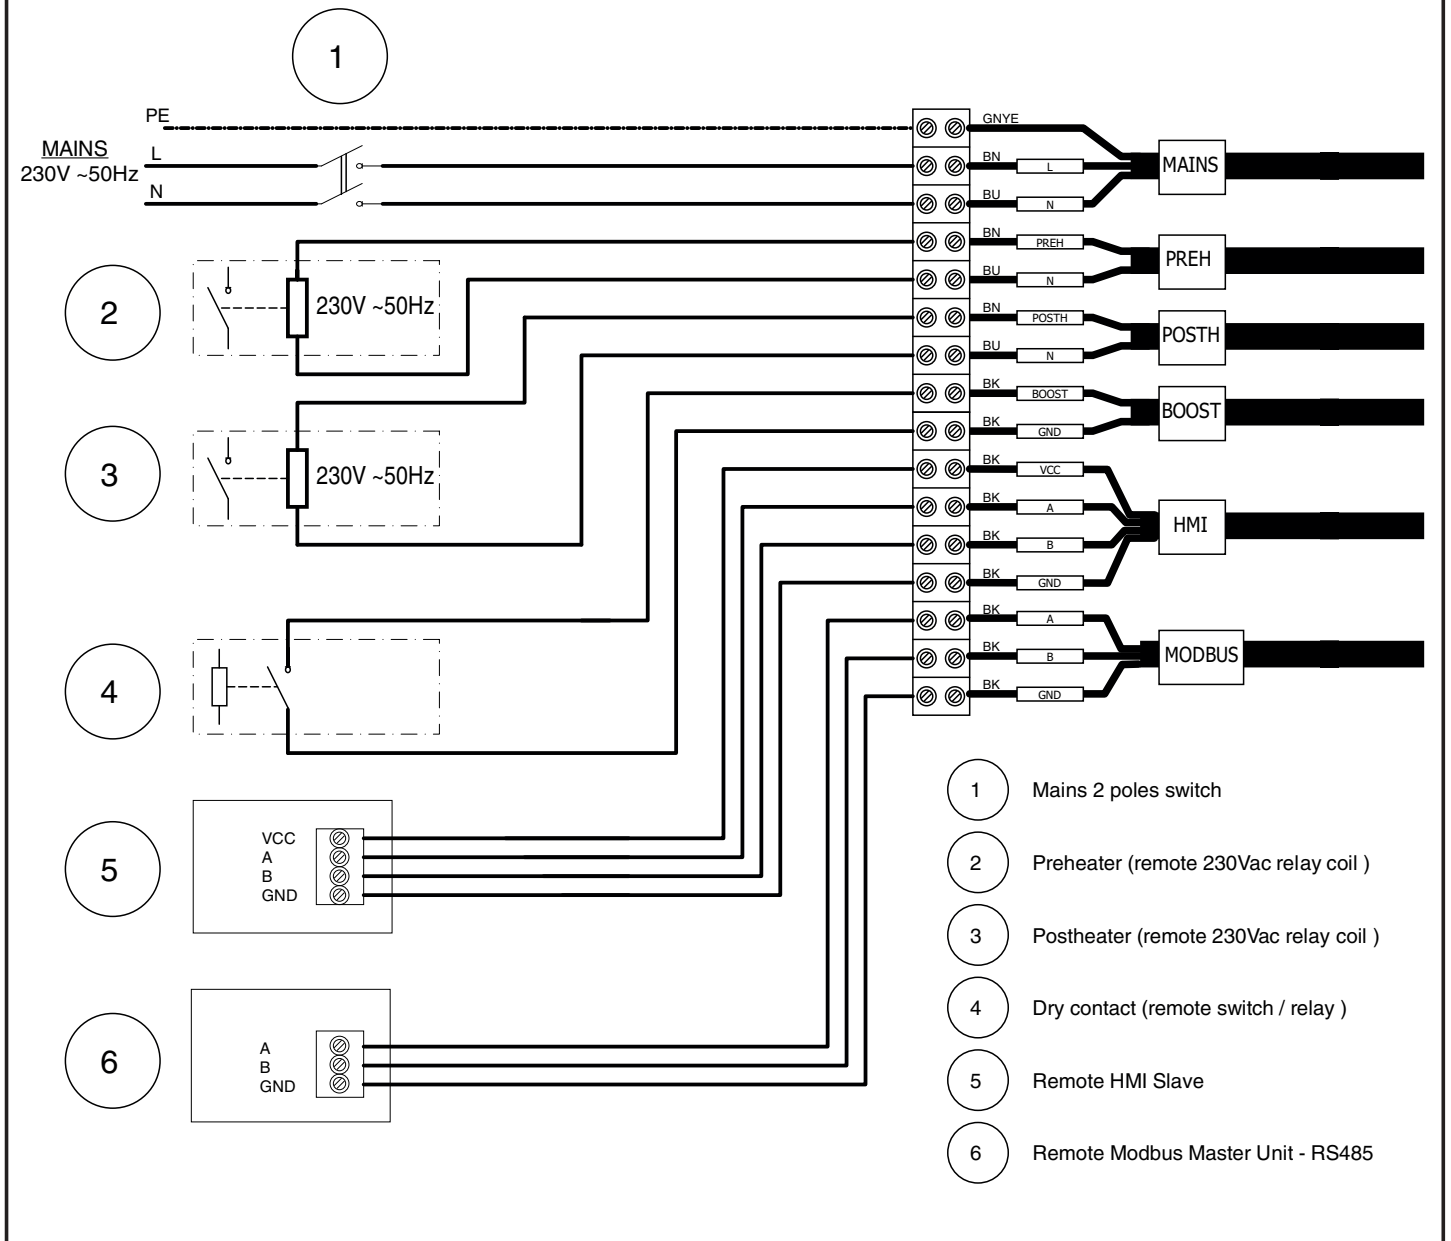 1
PE
MAINS
230V ~50Hz
L
N
GNYE
BN L
BU N
MAINS
BN PREH
BU N
PREH
BN POSTH
BU N
POSTH
BK BOOST
BK GND
BOOST
BK VCC
BK A
BK B
BK GND
HMI
BK A
BK B
BK GND
MODBUS
2
230V ~50Hz
3
230V ~50Hz
4
5
VCC
A
B
GND
6
A
B
GND
1 Mains 2 poles switch
2 Preheater (remote 230Vac relay coil )
3 Postheater (remote 230Vac relay coil )
4 Dry contact (remote switch / relay )
5 Remote HMI Slave
6 Remote Modbus Master Unit - RS485